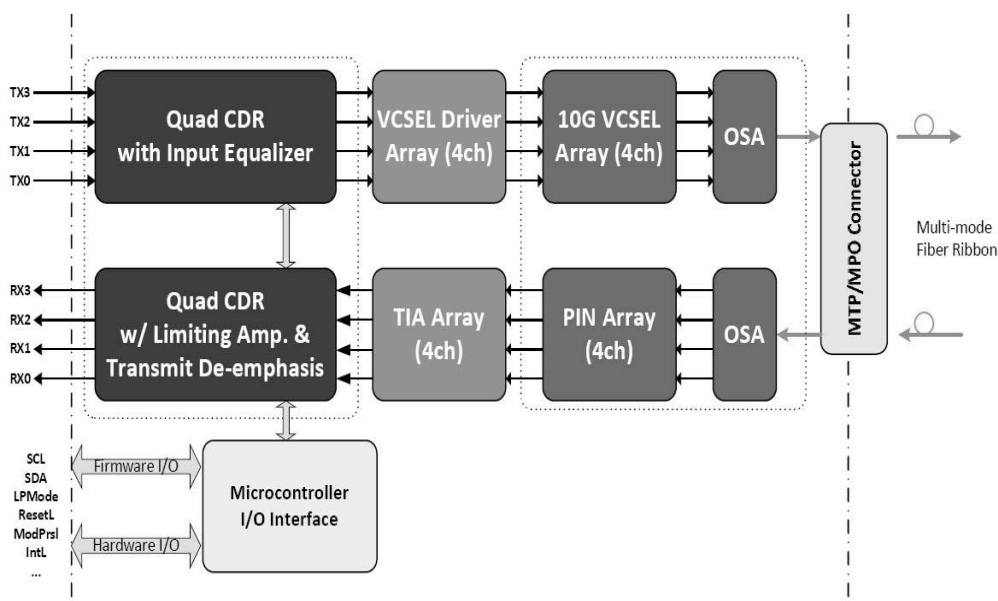 TX3
TX2
TX1
TX0
Quad CDR
with Input Equalizer
VCSEL Driver
Array (4ch)
10G VCSEL
Array (4ch)
OSA
MTP/MPO Connector
Multi-mode
Fiber Ribbon
RX3
RX2
RX1
RX0
Quad CDR
w/ Limiting Amp. &
Transmit De-emphasis
TIA Array
(4ch)
PIN Array
(4ch)
OSA
SCL
SDA
LPMode
ResetL
ModPrsl
IntL
...
Firmware I/O
Hardware I/O
Microcontroller
I/O Interface